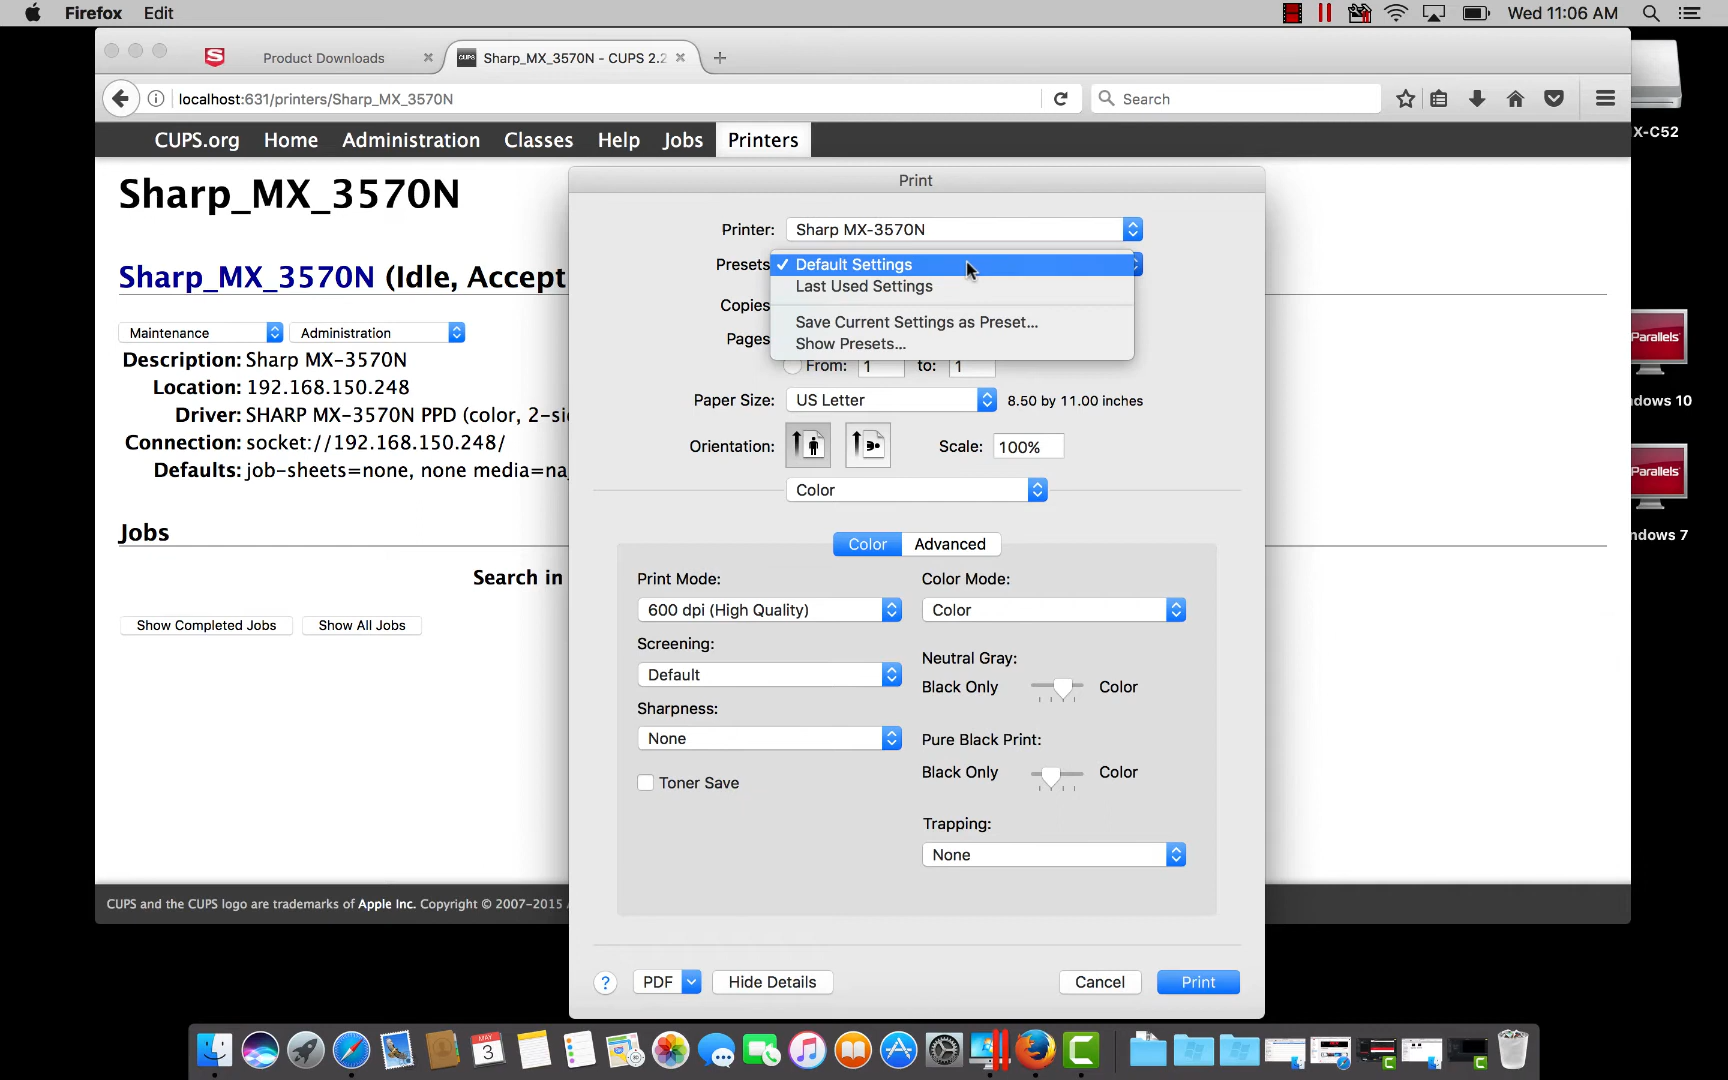 Firefox Edit Wed 11:06 AM
Product Downloads Sharp_MX_3570N - CUPS 2.2
localhost:631/printers/Sharp_MX_3570N Search
X-C52
CUPS.org Home Administration Classes Help Jobs Printers
Sharp_MX_3570N
Sharp_MX_3570N (Idle, Accept
Maintenance Administration
Description: Sharp MX-3570N
Location: 192.168.150.248
Driver: SHARP MX-3570N PPD (color, 2-si
Connection: socket://192.168.150.248/
Defaults: job-sheets=none, none media=na
Jobs
Search in
Show Completed Jobs Show All Jobs
CUPS and the CUPS logo are trademarks of Apple Inc. Copyright © 2007-2015
Print
Printer: Sharp MX-3570N
Presets ✓ Default Settings
Last Used Settings
Copies
Save Current Settings as Preset...
Pages
Show Presets...
From: 1 to: 1
Paper Size: US Letter 8.50 by 11.00 inches
Orientation: Scale: 100%
Color
Color Advanced
Print Mode: Color Mode:
600 dpi (High Quality) Color
Screening:
Default
Neutral Gray:
Black Only Color
Sharpness:
None
Pure Black Print:
Black Only Color
Toner Save
Trapping:
None
? PDF Hide Details Cancel Print
Parallels
dows 10
Parallels
ndows 7
CUPS
MAY
3